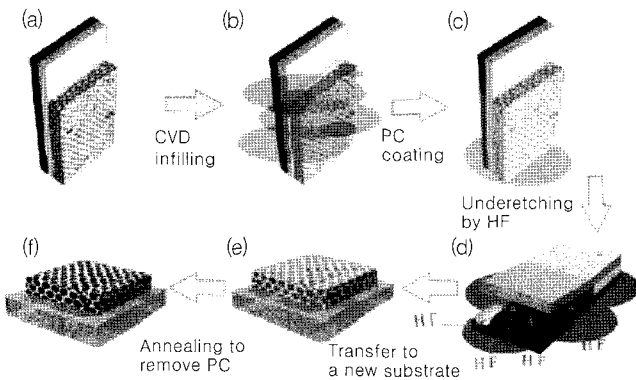 (a)
(b)
(c)
CVD
infilling
PC
coating
Underetching
by HF
(f)
(e)
(d)
HF
HF
HF
HF
Annealing to
remove PC
Transfer to
a new substrate